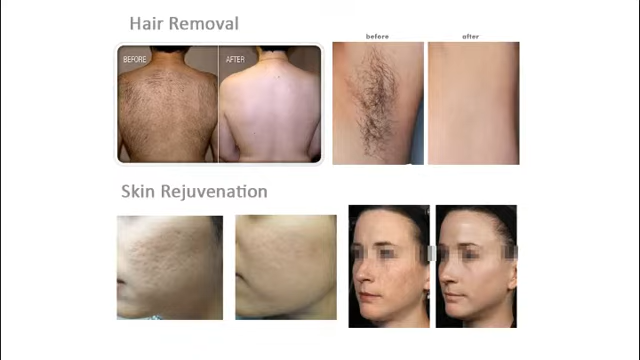 Hair Removal
before
after
BEFORE
AFTER
Skin Rejuvenation